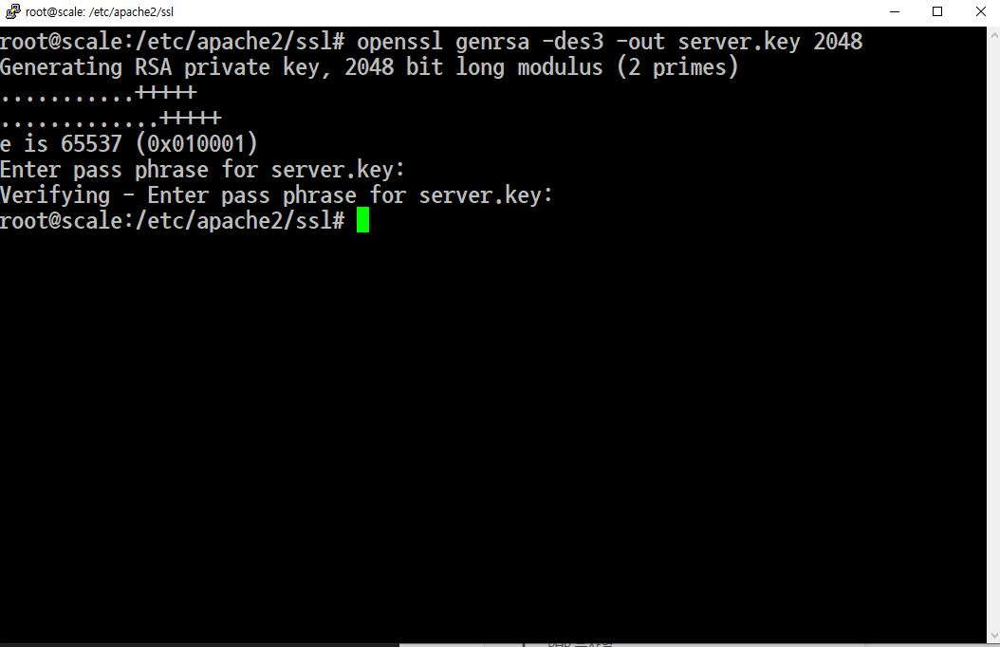 root@scale: /etc/apache2/ssl
root@scale:/etc/apache2/ssl# openssl genrsa -des3 -out server.key 2048
Generating RSA private key, 2048 bit long modulus (2 primes)
...........+++++
.............+++++
e is 65537 (0x010001)
Enter pass phrase for server.key:
Verifying - Enter pass phrase for server.key:
root@scale:/etc/apache2/ssl#